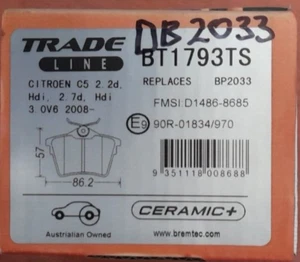 DB2033
TRADE
LINE
BT1793TS
CITROEN C5 2.2d,
Hdi, 2.7d, Hdi
3.0V6 2008-
REPLACES BP2033
FMSI D1486-8685
E9 90R-01834/970
57
86.2
9 351118 008688
CERAMIC+
Australian Owned
www.bremtec.com